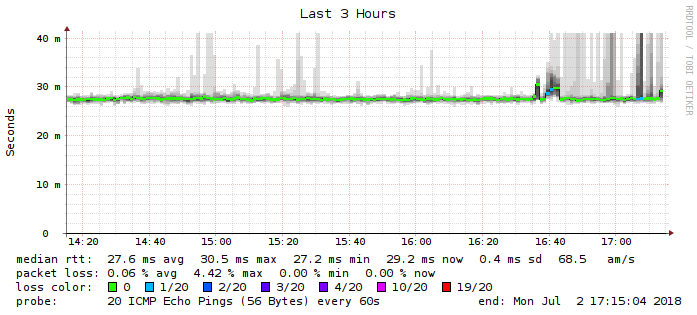 Last 3 Hours
RRDTOOL / TOBI OETIKER
Seconds
40 m
30 m
20 m
10 m
0
14:20 14:40 15:00 15:20 15:40 16:00 16:20 16:40 17:00
median rtt: 27.6 ms avg 30.5 ms max 27.2 ms min 29.2 ms now 0.4 ms sd 68.5 am/s
packet loss: 0.06 % avg 4.42 % max 0.00 % min 0.00 % now
loss color: 0 1/20 2/20 3/20 4/20 10/20 19/20
probe: 20 ICMP Echo Pings (56 Bytes) every 60s end: Mon Jul 2 17:15:04 2018